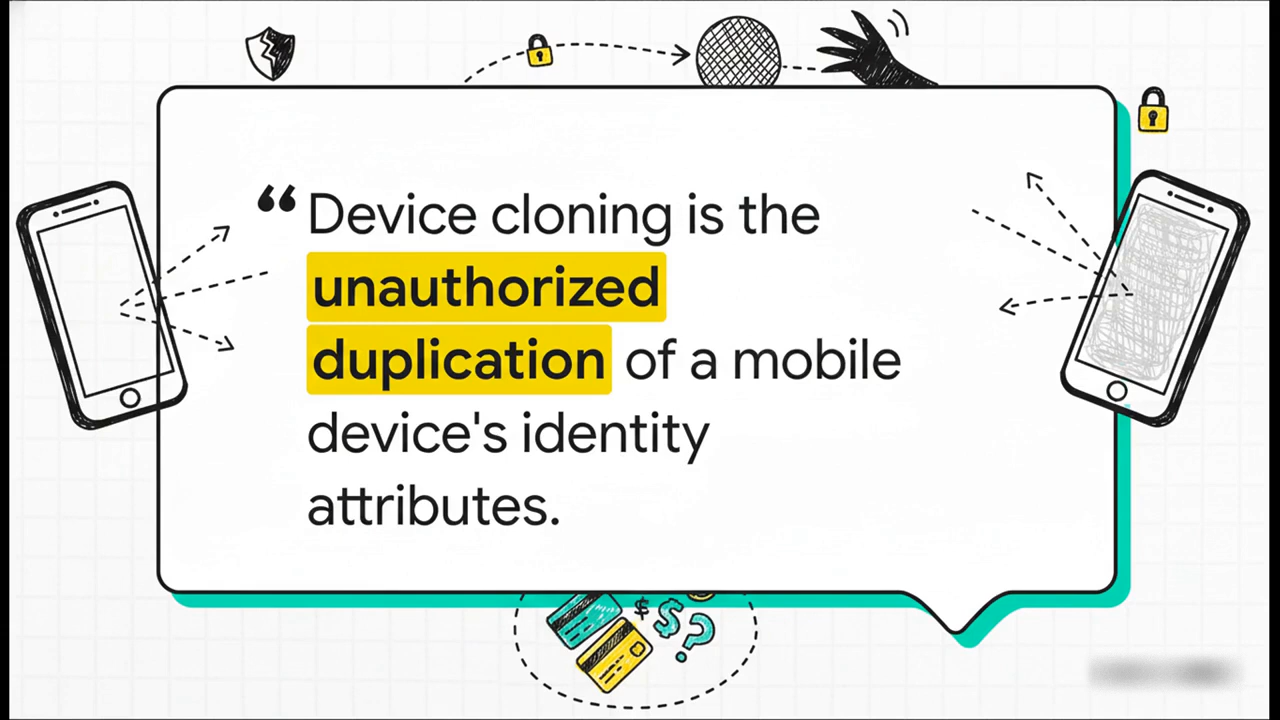 “Device cloning is the
unauthorized
duplication of a mobile
device's identity
attributes.
$ $ ?